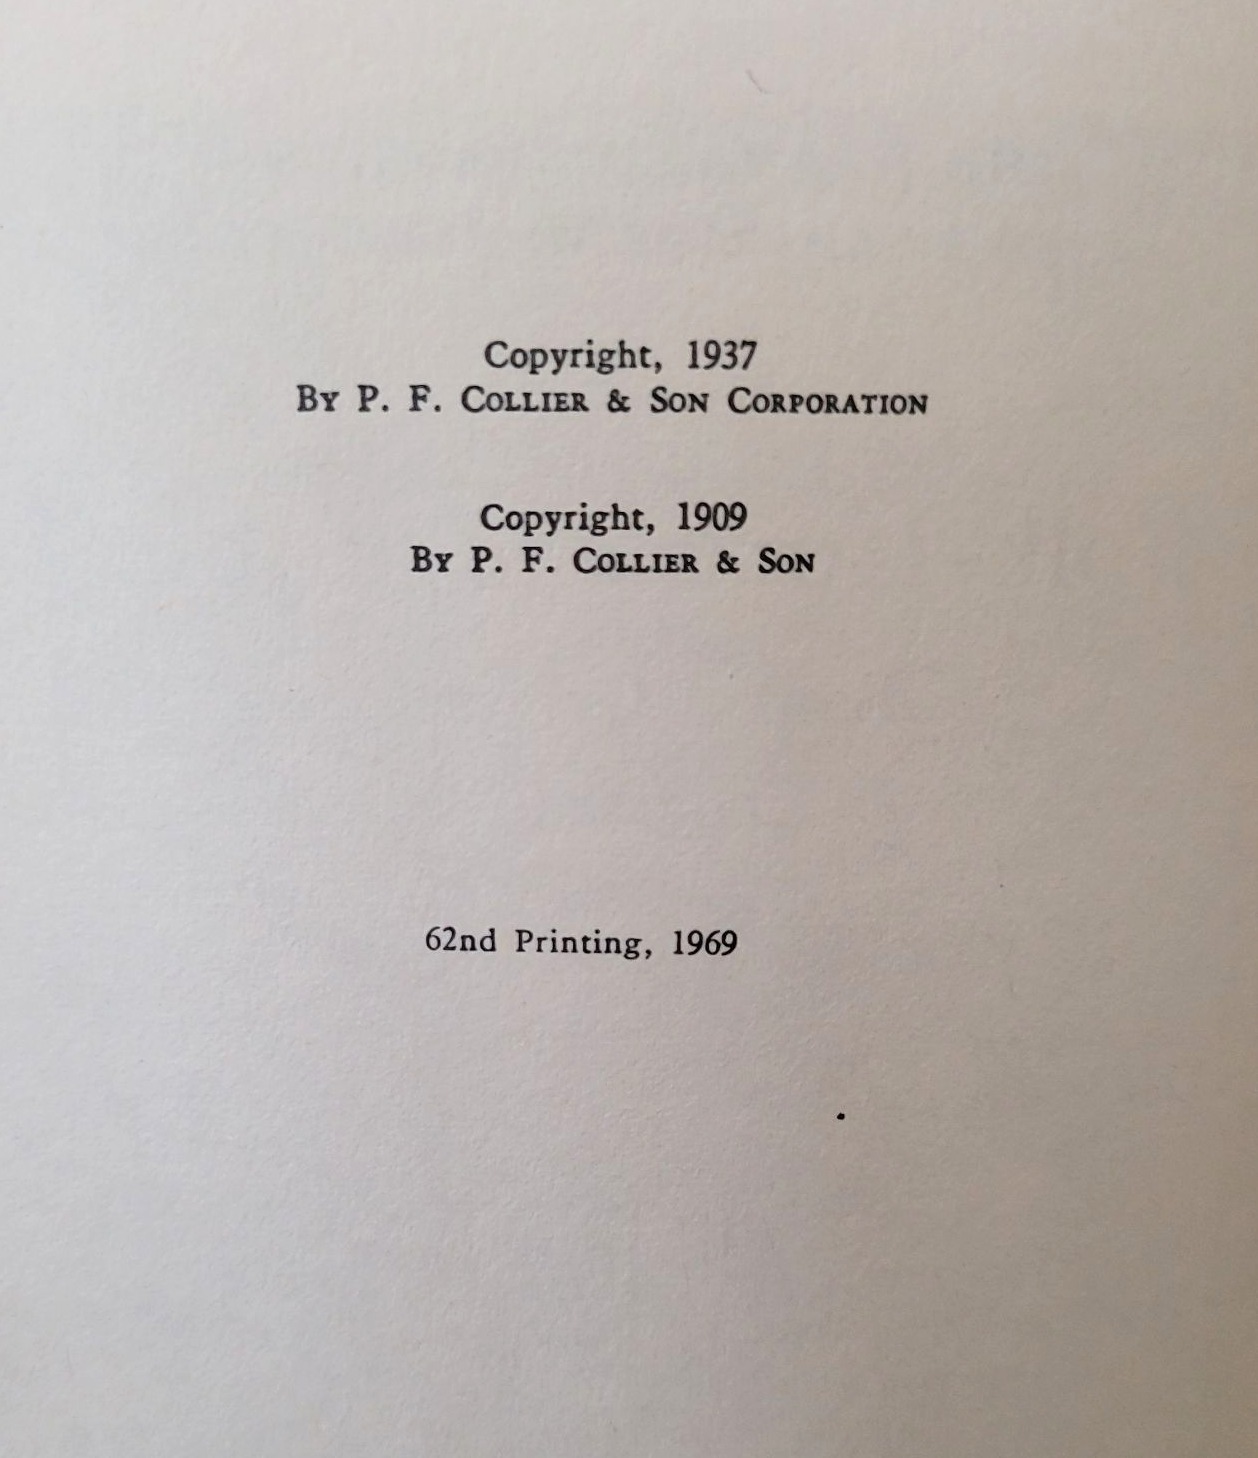 Copyright, 1937
By P. F. Collier & Son Corporation
Copyright, 1909
By P. F. Collier & Son
62nd Printing, 1969